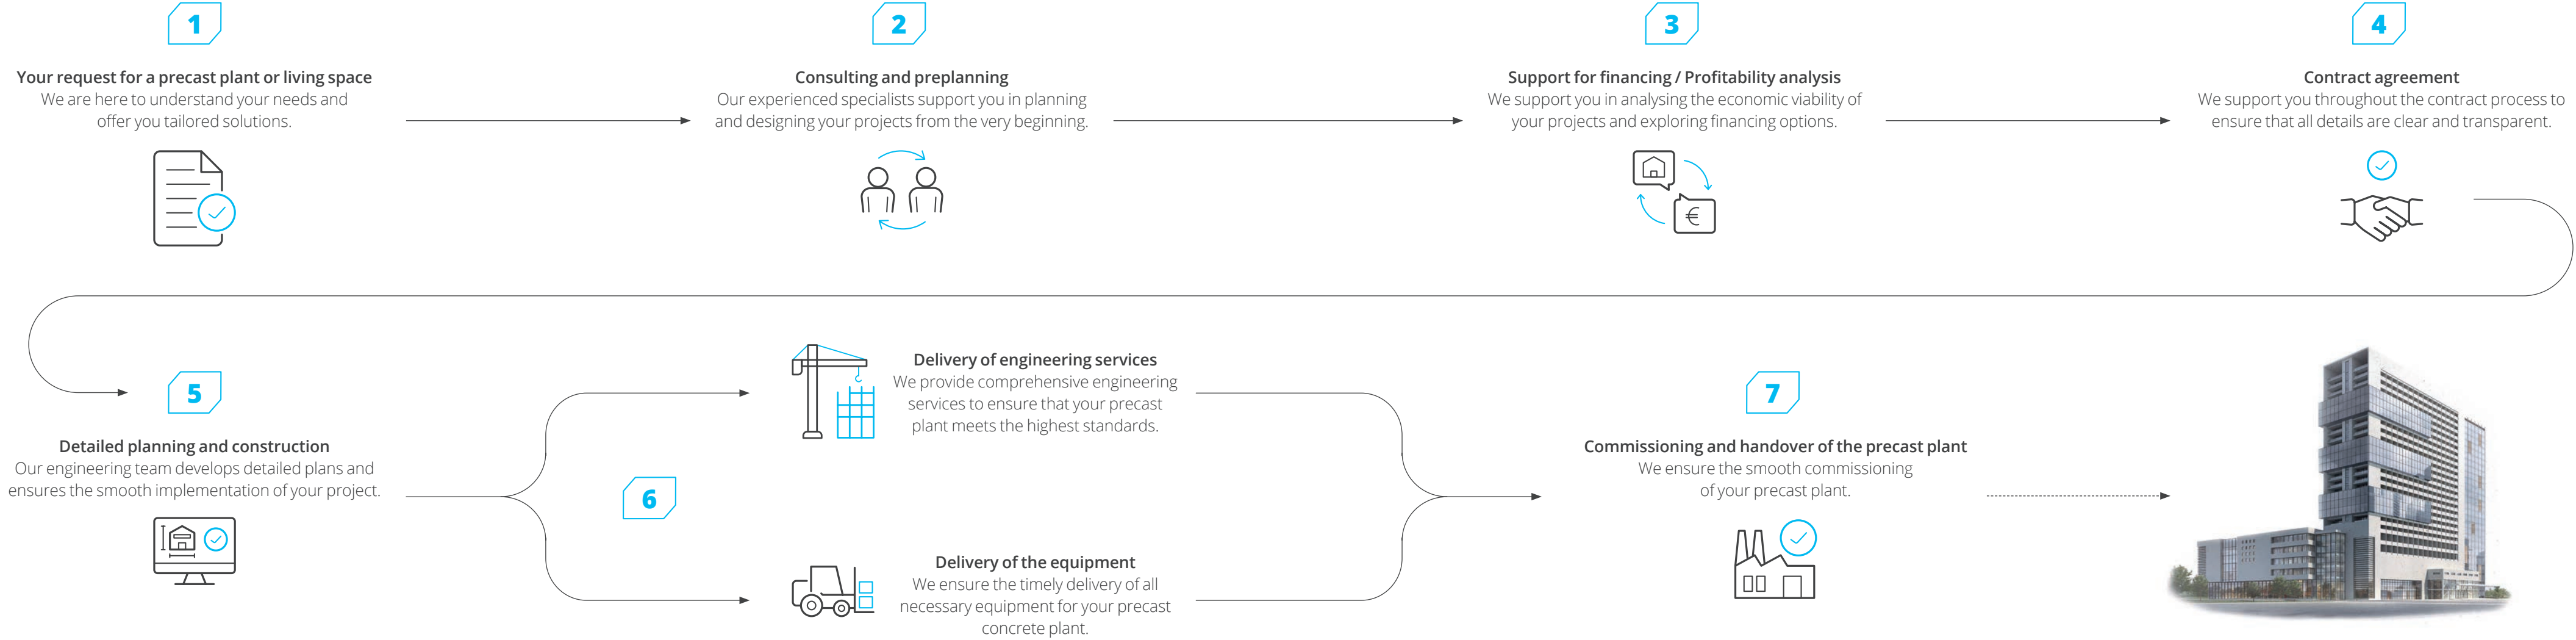 1
Your request for a precast plant or living space
We are here to understand your needs and
offer you tailored solutions.
2
Consulting and preplanning
Our experienced specialists support you in planning
and designing your projects from the very beginning.
3
Support for financing / Profitability analysis
We support you in analysing the economic viability of
your projects and exploring financing options.
€
4
Contract agreement
We support you throughout the contract process to
ensure that all details are clear and transparent.
5
Detailed planning and construction
Our engineering team develops detailed plans and
ensures the smooth implementation of your project.
6
Delivery of engineering services
We provide comprehensive engineering
services to ensure that your precast
plant meets the highest standards.
Delivery of the equipment
We ensure the timely delivery of all
necessary equipment for your precast
concrete plant.
7
Commissioning and handover of the precast plant
We ensure the smooth commissioning
of your precast plant.